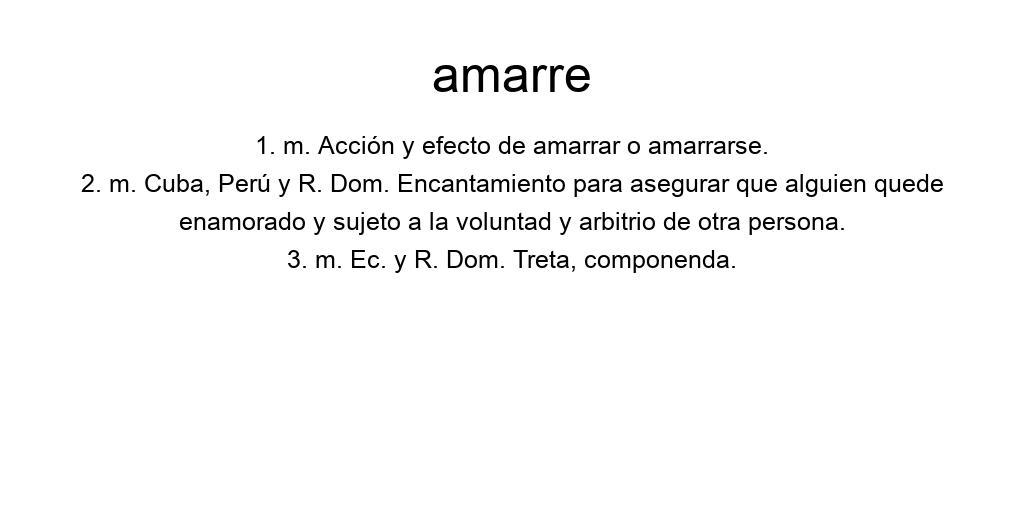 amarre
1. m. Acción y efecto de amarrar o amarrarse.
2. m. Cuba, Perú y R. Dom. Encantamiento para asegurar que alguien quede
enamorado y sujeto a la voluntad y arbitrio de otra persona.
3. m. Ec. y R. Dom. Treta, componenda.